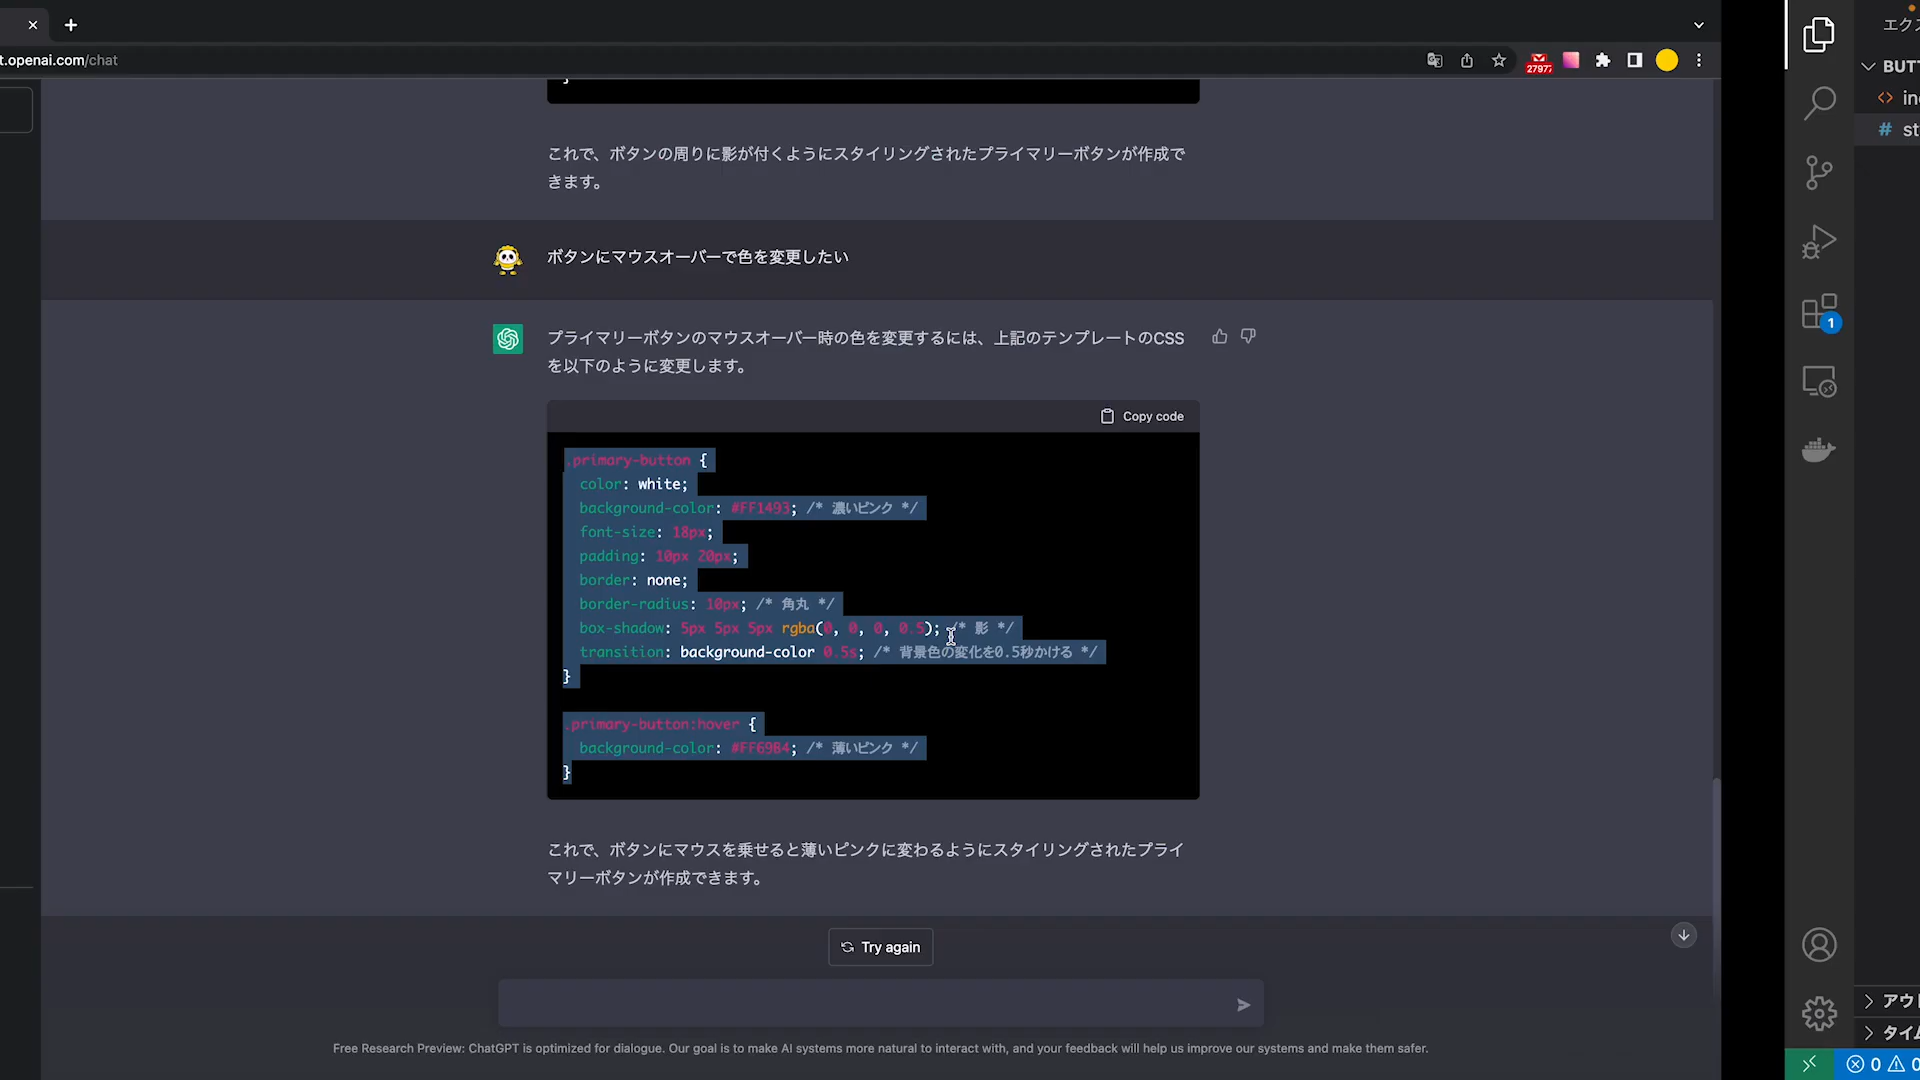 t.openai.com/chat
27977
}
これで、ボタンの周りに影が付くようにスタイリングされたプライマリーボタンが作成で
きます。
ボタンにマウスオーバーで色を変更したい
プライマリーボタンのマウスオーバー時の色を変更するには、上記のテンプレートのCSS
を以下のように変更します。
Copy code
.primary-button {
color: white;
background-color: #FF1493; /* 濃いピンク */
font-size: 18px;
padding: 10px 20px;
border: none;
border-radius: 10px; /* 角丸 */
box-shadow: 5px 5px 5px rgba(0, 0, 0, 0.5); /* 影 */
transition: background-color 0.5s; /* 背景色の変化を0.5秒かける */
}
.primary-button:hover {
background-color: #FF69B4; /* 薄いピンク */
}
これで、ボタンにマウスを乗せると薄いピンクに変わるようにスタイリングされたプライ
マリーボタンが作成できます。
Try again
Free Research Preview: ChatGPT is optimized for dialogue. Our goal is to make AI systems more natural to interact with, and your feedback will help us improve our systems and make them safer.
エクス
BUT
<> in
# st
1
アウ
タイム
0